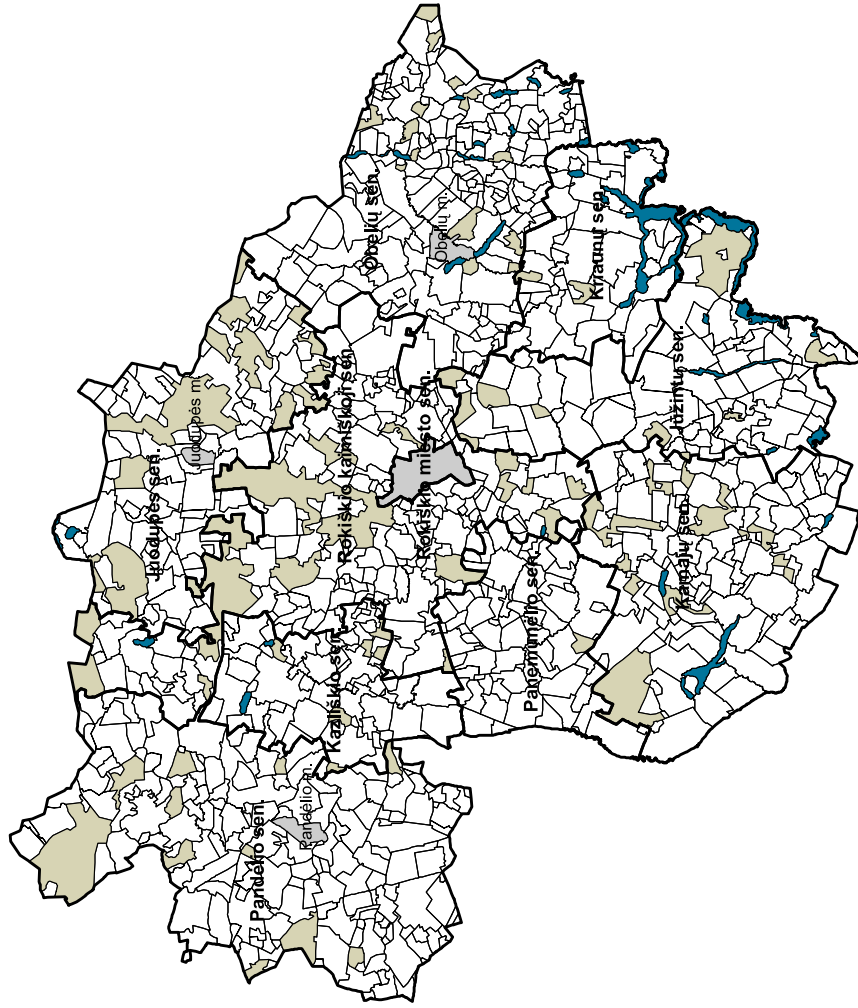 Juodupės sen.
Juodupės m.
Obelių sen.
Obelių m.
Kriaunų sen.
Rokiškio kaimiškoji sen.
Rokiškio miesto sen.
Jūžintų sen.
Pandėlio sen.
Pandėlio m.
Kazliškio sen.
Panemunėlio sen.
Kamajų sen.